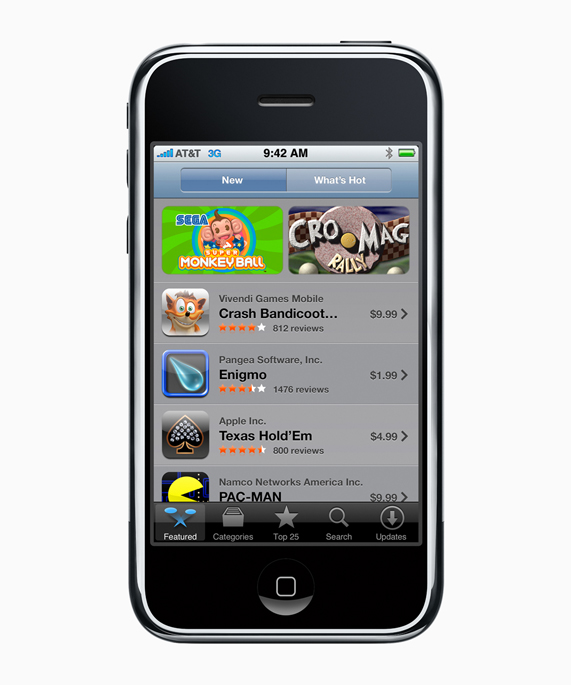 AT&T 3G 9:42 AM
New What's Hot
SEGA
SUPER
MONKEY BALL
CRO MAG
RALLY
Vivendi Games Mobile
Crash Bandicoot... $9.99
812 reviews
Pangea Software, Inc.
Enigmo $1.99
1476 reviews
Apple Inc.
Texas Hold'Em $4.99
800 reviews
Namco Networks America Inc.
PAC-MAN $9.99
Featured Categories Top 25 Search Updates